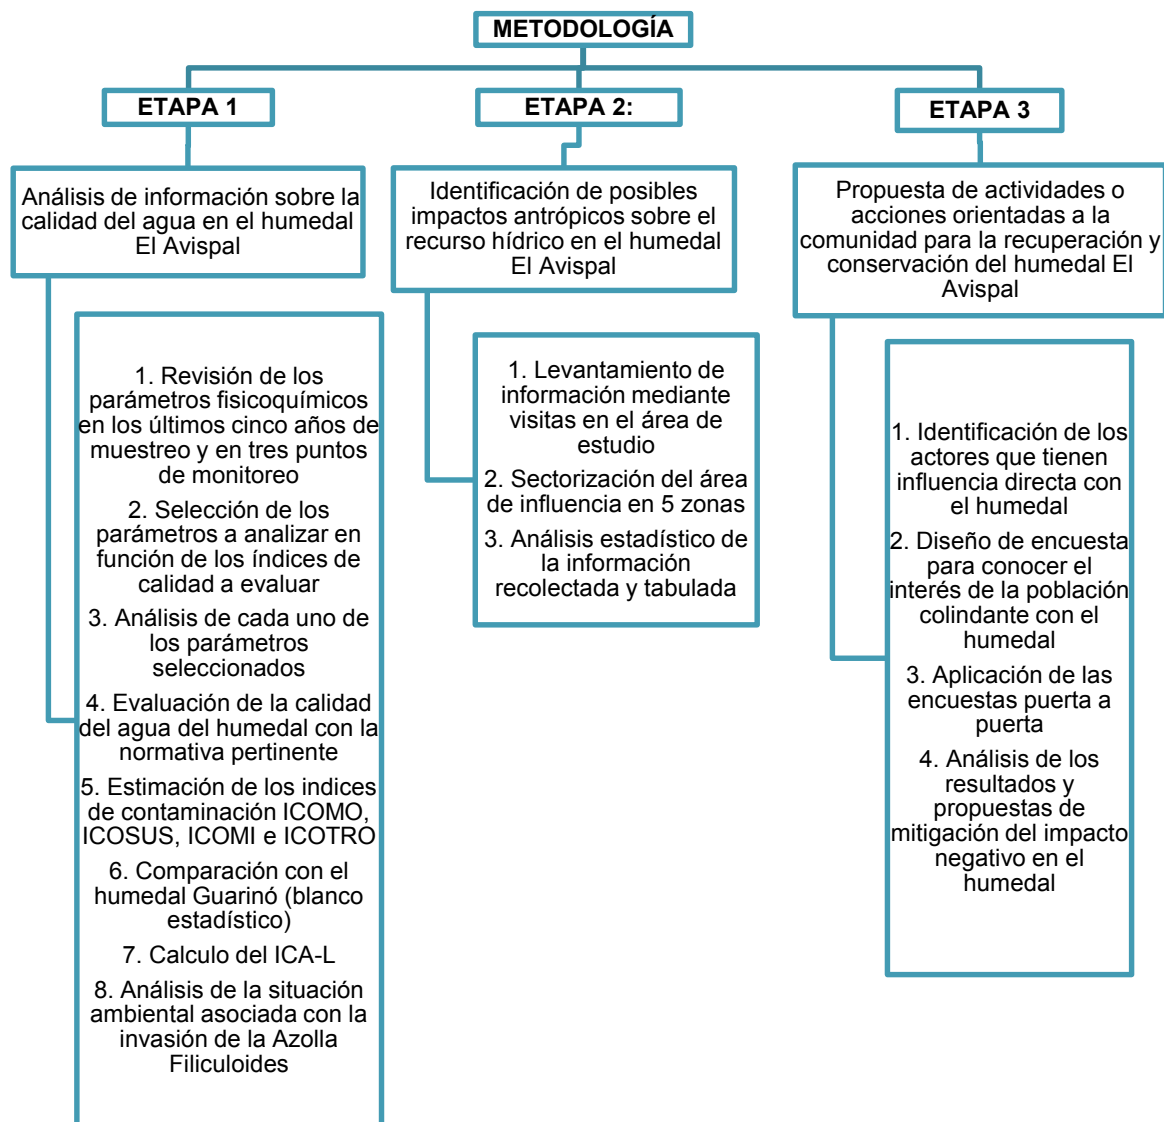 METODOLOGÍA
ETAPA 1
Análisis de información sobre la
calidad del agua en el humedal
El Avispal
1. Revisión de los
parámetros fisicoquímicos
en los últimos cinco años de
muestreo y en tres puntos
de monitoreo
2. Selección de los
parámetros a analizar en
función de los índices de
calidad a evaluar
3. Análisis de cada uno de
los parámetros
seleccionados
4. Evaluación de la calidad
del agua del humedal con la
normativa pertinente
5. Estimación de los indices
de contaminación ICOMO,
ICOSUS, ICOMI e ICOTRO
6. Comparación con el
humedal Guarinó (blanco
estadístico)
7. Calculo del ICA-L
8. Análisis de la situación
ambiental asociada con la
invasión de la Azolla
Filiculoides
ETAPA 2:
Identificación de posibles
impactos antrópicos sobre el
recurso hídrico en el humedal
El Avispal
1. Levantamiento de
información mediante
visitas en el área de
estudio
2. Sectorización del área
de influencia en 5 zonas
3. Análisis estadístico de
la información
recolectada y tabulada
ETAPA 3
Propuesta de actividades o
acciones orientadas a la
comunidad para la recuperación y
conservación del humedal El
Avispal
1. Identificación de los
actores que tienen
influencia directa con
el humedal
2. Diseño de encuesta
para conocer el
interés de la población
colindante con el
humedal
3. Aplicación de las
encuestas puerta a
puerta
4. Análisis de los
resultados y
propuestas de
mitigación del impacto
negativo en el
humedal